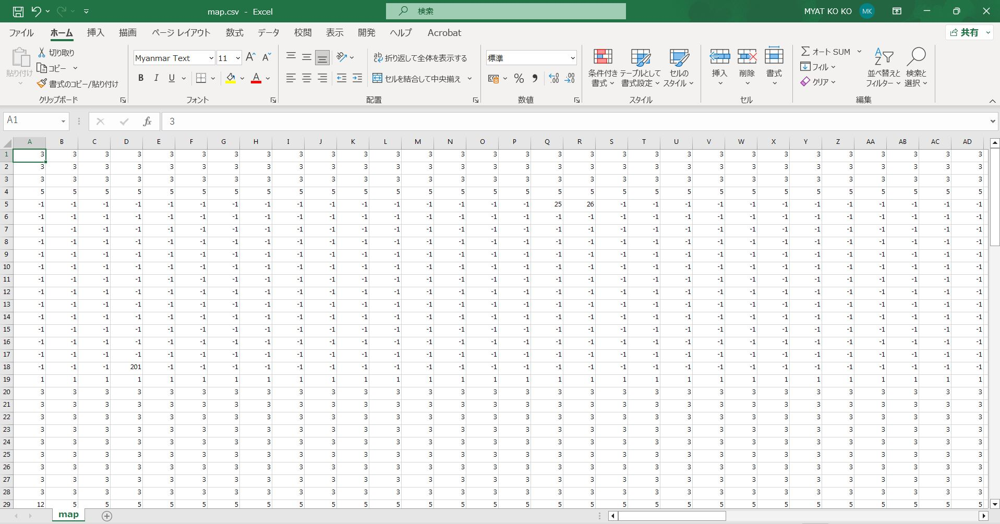 map.csv - Excel
検索
MYAT KO KO MK
ファイル ホーム 挿入 描画 ページ レイアウト 数式 データ 校閲 表示 開発 ヘルプ Acrobat 共有
貼り付け
切り取り
コピー
書式のコピー/貼り付け
クリップボード
Myanmar Text 11 A A
B I U A
フォント
ab 折り返して全体を表示する
セルを結合して中央揃え
配置
標準
% 9 .00 .00
数値
条件付き書式
テーブルとして書式設定
セルのスタイル
スタイル
挿入 削除 書式
セル
Σ オート SUM
フィル
クリア
並べ替えとフィルター
検索と選択
編集
A1 fx 3
A B C D E F G H I J K L M N O P Q R S T U V W X Y Z AA AB AC AD
1 3 3 3 3 3 3 3 3 3 3 3 3 3 3 3 3 3 3 3 3 3 3 3 3 3 3 3 3 3 3
2 3 3 3 3 3 3 3 3 3 3 3 3 3 3 3 3 3 3 3 3 3 3 3 3 3 3 3 3 3 3
3 3 3 3 3 3 3 3 3 3 3 3 3 3 3 3 3 3 3 3 3 3 3 3 3 3 3 3 3 3 3
4 5 5 5 5 5 5 5 5 5 5 5 5 5 5 5 5 5 5 5 5 5 5 5 5 5 5 5 5 5 5
5 -1 -1 -1 -1 -1 -1 -1 -1 -1 -1 -1 -1 -1 -1 -1 -1 25 26 -1 -1 -1 -1 -1 -1 -1 -1 -1 -1 -1 -1
6 -1 -1 -1 -1 -1 -1 -1 -1 -1 -1 -1 -1 -1 -1 -1 -1 -1 -1 -1 -1 -1 -1 -1 -1 -1 -1 -1 -1 -1 -1
7 -1 -1 -1 -1 -1 -1 -1 -1 -1 -1 -1 -1 -1 -1 -1 -1 -1 -1 -1 -1 -1 -1 -1 -1 -1 -1 -1 -1 -1 -1
8 -1 -1 -1 -1 -1 -1 -1 -1 -1 -1 -1 -1 -1 -1 -1 -1 -1 -1 -1 -1 -1 -1 -1 -1 -1 -1 -1 -1 -1 -1
9 -1 -1 -1 -1 -1 -1 -1 -1 -1 -1 -1 -1 -1 -1 -1 -1 -1 -1 -1 -1 -1 -1 -1 -1 -1 -1 -1 -1 -1 -1
10 -1 -1 -1 -1 -1 -1 -1 -1 -1 -1 -1 -1 -1 -1 -1 -1 -1 -1 -1 -1 -1 -1 -1 -1 -1 -1 -1 -1 -1 -1
11 -1 -1 -1 -1 -1 -1 -1 -1 -1 -1 -1 -1 -1 -1 -1 -1 -1 -1 -1 -1 -1 -1 -1 -1 -1 -1 -1 -1 -1 -1
12 -1 -1 -1 -1 -1 -1 -1 -1 -1 -1 -1 -1 -1 -1 -1 -1 -1 -1 -1 -1 -1 -1 -1 -1 -1 -1 -1 -1 -1 -1
13 -1 -1 -1 -1 -1 -1 -1 -1 -1 -1 -1 -1 -1 -1 -1 -1 -1 -1 -1 -1 -1 -1 -1 -1 -1 -1 -1 -1 -1 -1
14 -1 -1 -1 -1 -1 -1 -1 -1 -1 -1 -1 -1 -1 -1 -1 -1 -1 -1 -1 -1 -1 -1 -1 -1 -1 -1 -1 -1 -1 -1
15 -1 -1 -1 -1 -1 -1 -1 -1 -1 -1 -1 -1 -1 -1 -1 -1 -1 -1 -1 -1 -1 -1 -1 -1 -1 -1 -1 -1 -1 -1
16 -1 -1 -1 -1 -1 -1 -1 -1 -1 -1 -1 -1 -1 -1 -1 -1 -1 -1 -1 -1 -1 -1 -1 -1 -1 -1 -1 -1 -1 -1
17 -1 -1 -1 -1 -1 -1 -1 -1 -1 -1 -1 -1 -1 -1 -1 -1 -1 -1 -1 -1 -1 -1 -1 -1 -1 -1 -1 -1 -1 -1
18 -1 -1 -1 201 -1 -1 -1 -1 -1 -1 -1 -1 -1 -1 -1 -1 -1 -1 -1 -1 -1 -1 -1 -1 -1 -1 -1 -1 -1 -1
19 1 1 1 1 1 1 1 1 1 1 1 1 1 1 1 1 1 1 1 1 1 1 1 1 1 1 1 1 1 1
20 3 3 3 3 3 3 3 3 3 3 3 3 3 3 3 3 3 3 3 3 3 3 3 3 3 3 3 3 3 3
21 3 3 3 3 3 3 3 3 3 3 3 3 3 3 3 3 3 3 3 3 3 3 3 3 3 3 3 3 3 3
22 3 3 3 3 3 3 3 3 3 3 3 3 3 3 3 3 3 3 3 3 3 3 3 3 3 3 3 3 3 3
23 3 3 3 3 3 3 3 3 3 3 3 3 3 3 3 3 3 3 3 3 3 3 3 3 3 3 3 3 3 3
24 3 3 3 3 3 3 3 3 3 3 3 3 3 3 3 3 3 3 3 3 3 3 3 3 3 3 3 3 3 3
25 3 3 3 3 3 3 3 3 3 3 3 3 3 3 3 3 3 3 3 3 3 3 3 3 3 3 3 3 3 3
26 3 3 3 3 3 3 3 3 3 3 3 3 3 3 3 3 3 3 3 3 3 3 3 3 3 3 3 3 3 3
27 3 3 3 3 3 3 3 3 3 3 3 3 3 3 3 3 3 3 3 3 3 3 3 3 3 3 3 3 3 3
28 3 3 3 3 3 3 3 3 3 3 3 3 3 3 3 3 3 3 3 3 3 3 3 3 3 3 3 3 3 3
29 12 5 5 5 5 5 5 5 5 5 5 5 5 5 5 5 5 5 5 5 5 5 5 5 5 5 5 5 5 5
map